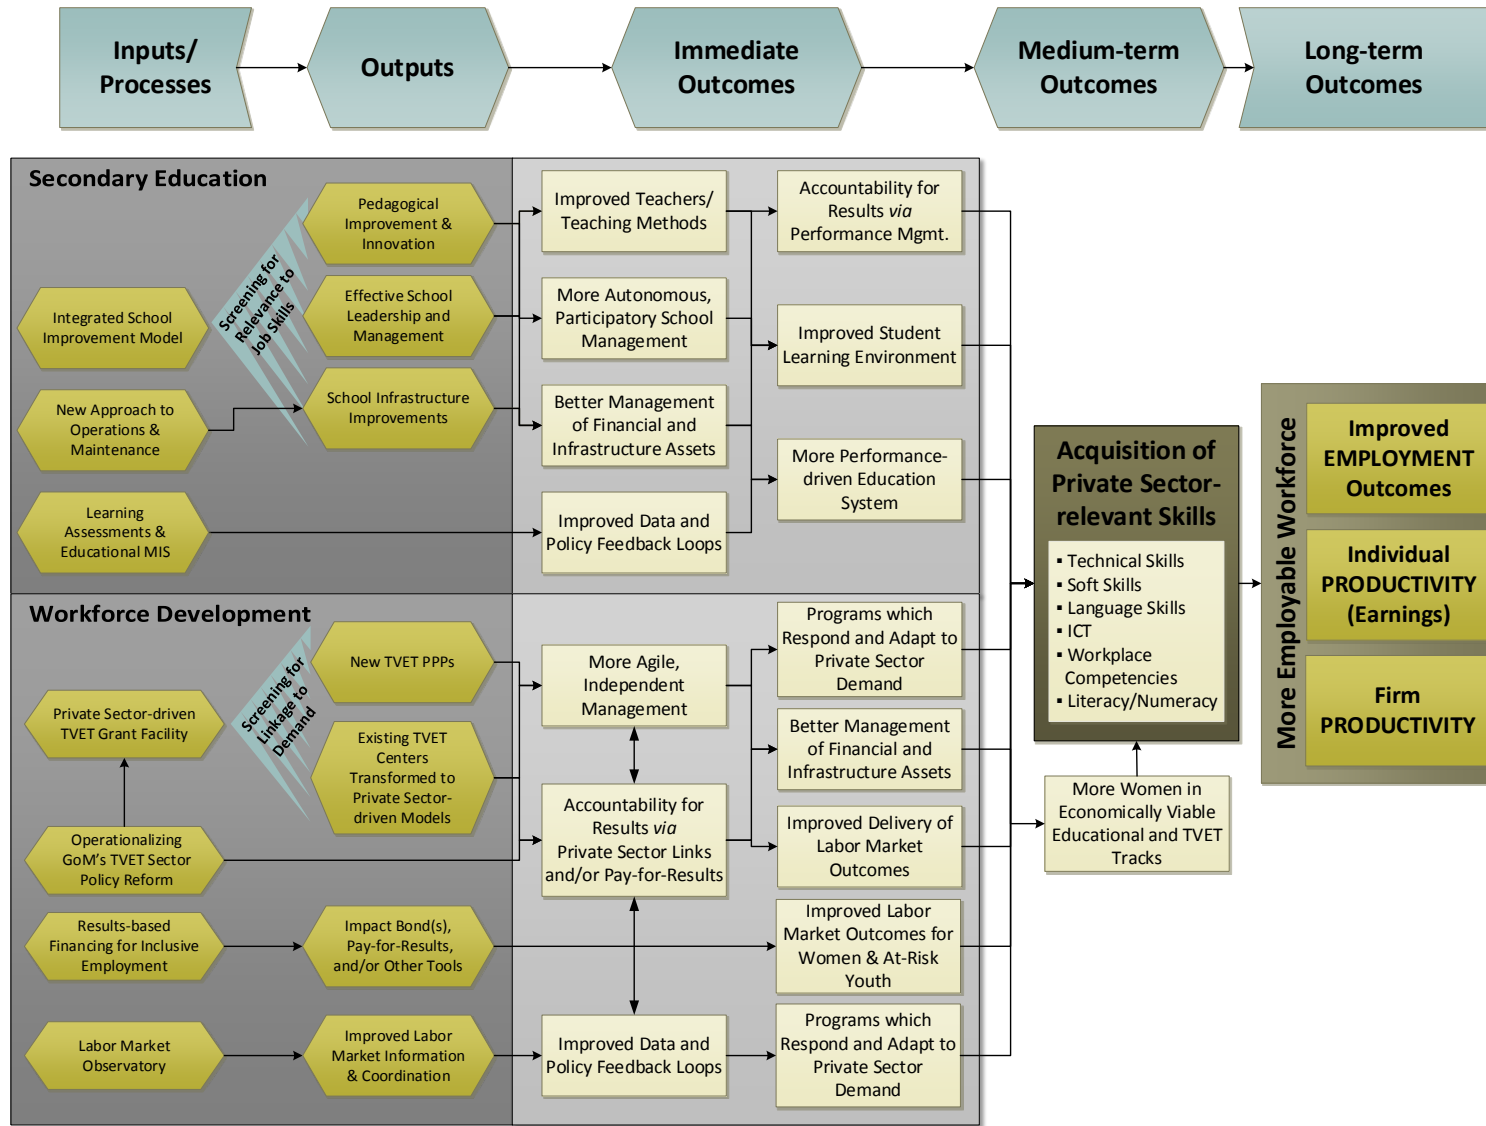 Inputs/
Processes
Outputs
Immediate
Outcomes
Medium-term
Outcomes
Long-term
Outcomes
Secondary Education
Integrated School
Improvement Model
New Approach to
Operations &
Maintenance
Learning
Assessments &
Educational MIS
Screening for
Relevance to
Job Skills
Pedagogical
Improvement &
Innovation
Effective School
Leadership and
Management
School Infrastructure
Improvements
Improved Teachers/
Teaching Methods
More Autonomous,
Participatory School
Management
Better Management
of Financial and
Infrastructure Assets
Improved Data and
Policy Feedback Loops
Accountability for
Results via
Performance Mgmt.
Improved Student
Learning Environment
More Performance-
driven Education
System
Workforce Development
Private Sector-driven
TVET Grant Facility
Operationalizing
GoM's TVET Sector
Policy Reform
Results-based
Financing for Inclusive
Employment
Labor Market
Observatory
Screening for
Linkage to
Demand
New TVET PPPs
Existing TVET
Centers
Transformed to
Private Sector-
driven Models
Impact Bond(s),
Pay-for-Results,
and/or Other Tools
Improved Labor
Market Information
& Coordination
More Agile,
Independent
Management
Accountability for
Results via
Private Sector Links
and/or Pay-for-Results
Improved Data and
Policy Feedback Loops
Programs which
Respond and Adapt to
Private Sector
Demand
Better Management
of Financial and
Infrastructure Assets
Improved Delivery of
Labor Market
Outcomes
Improved Labor
Market Outcomes for
Women & At-Risk
Youth
Programs which
Respond and Adapt to
Private Sector
Demand
Acquisition of
Private Sector-
relevant Skills
▪ Technical Skills
▪ Soft Skills
▪ Language Skills
▪ ICT
▪ Workplace
Competencies
▪ Literacy/Numeracy
More Women in
Economically Viable
Educational and TVET
Tracks
More Employable Workforce
Improved
EMPLOYMENT
Outcomes
Individual
PRODUCTIVITY
(Earnings)
Firm
PRODUCTIVITY